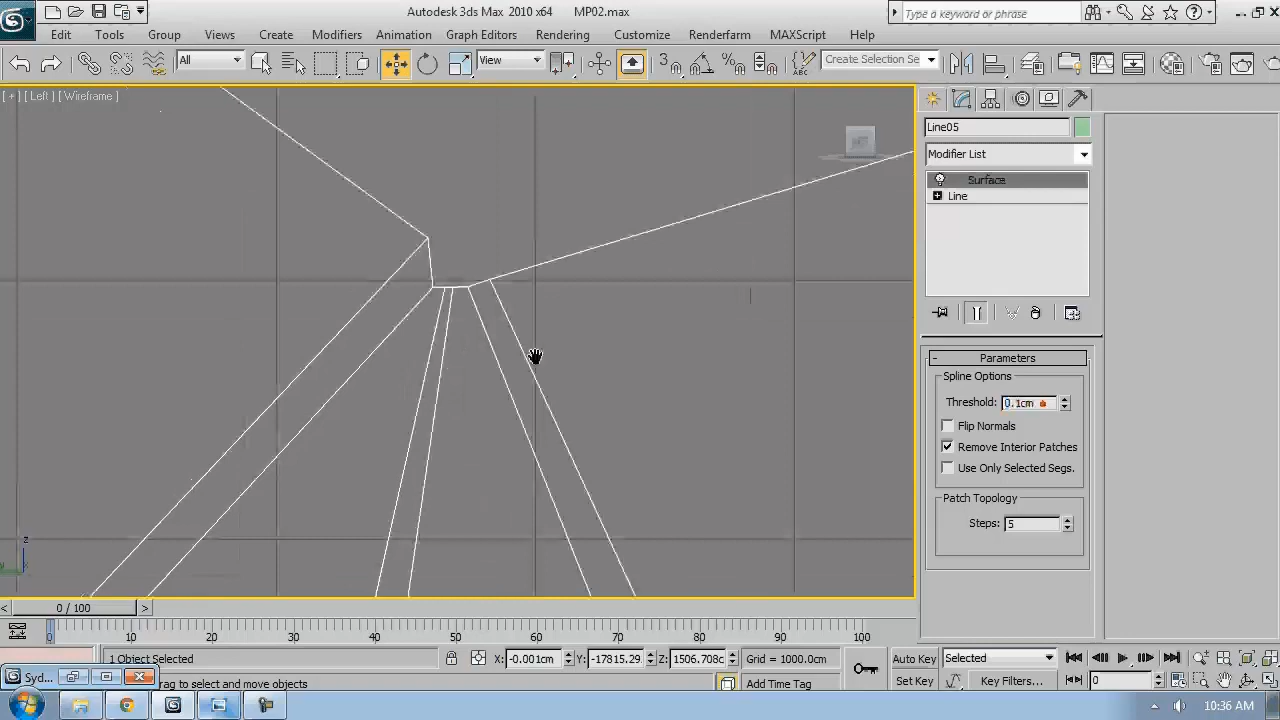 Autodesk 3ds Max 2010 x64 MP02.max
Type a keyword or phrase
Edit Tools Group Views Create Modifiers Animation Graph Editors Rendering Customize Renderfarm MAXScript Help
All View Create Selection Se
[ + ] [ Left ] [ Wireframe ]
Line05
Modifier List
Surface
Line
Parameters
Spline Options
Threshold: 0.1cm
Flip Normals
Remove Interior Patches
Use Only Selected Segs.
Patch Topology
Steps: 5
z
y
< 0 / 100 >
0 10 20 30 40 50 60 70 80 90 100
1 Object Selected X: -0.001cm Y: -17815.29 Z: 1506.708c Grid = 1000.0cm Auto Key Selected
Syd... rag to select and move objects Add Time Tag Set Key Key Filters... 0
10:36 AM